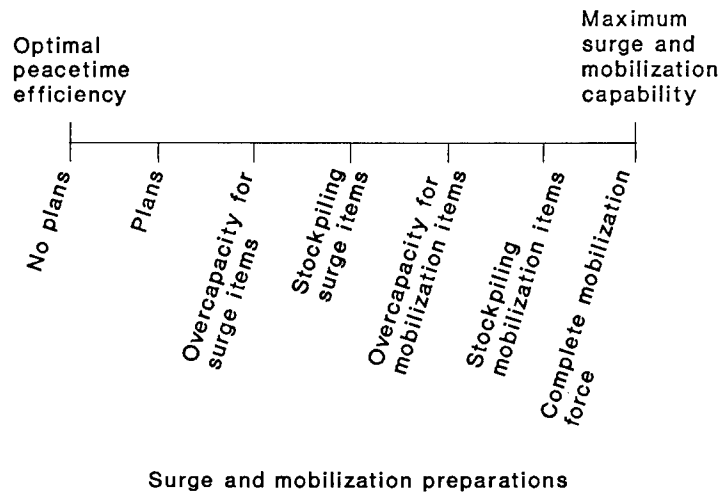 Optimal
peacetime
efficiency
Maximum
surge and
mobilization
capability
No plans
Plans
Overcapacity for
surge items
Stockpiling
surge items
Overcapacity for
mobilization items
Stockpiling
mobilization items
Complete mobilization
force
Surge and mobilization preparations